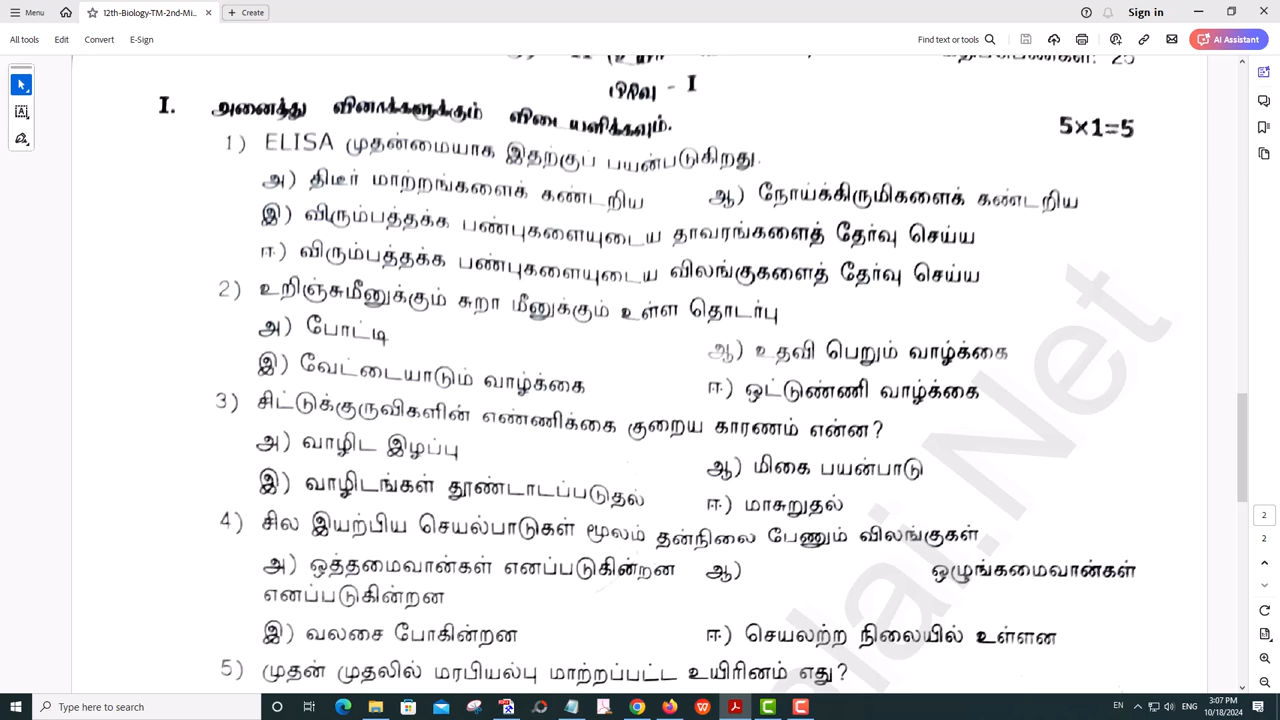 Menu 12th-Biology-TM-2nd-Mi... Create Sign in
All tools Edit Convert E-Sign Find text or tools AI Assistant
25
பிரிவு - I
I. அனைத்து வினாக்களுக்கும் விடையளிக்கவும். 5×1=5
1) ELISA முதன்மையாக இதற்குப் பயன்படுகிறது.
அ) திடீர் மாற்றங்களைக் கண்டறிய ஆ) நோய்க்கிருமிகளைக் கண்டறிய
இ) விரும்பத்தக்க பண்புகளையுடைய தாவரங்களைத் தேர்வு செய்ய
ஈ) விரும்பத்தக்க பண்புகளையுடைய விலங்குகளைத் தேர்வு செய்ய
2) உறிஞ்சுமீனுக்கும் சுறா மீனுக்கும் உள்ள தொடர்பு
அ) போட்டி ஆ) உதவி பெறும் வாழ்க்கை
இ) வேட்டையாடும் வாழ்க்கை ஈ) ஒட்டுண்ணி வாழ்க்கை
3) சிட்டுக்குருவிகளின் எண்ணிக்கை குறைய காரணம் என்ன?
அ) வாழிட இழப்பு ஆ) மிகை பயன்பாடு
இ) வாழிடங்கள் தூண்டாடப்படுதல் ஈ) மாசுறுதல்
4) சில இயற்பிய செயல்பாடுகள் மூலம் தன்நிலை பேணும் விலங்குகள்
அ) ஒத்தமைவான்கள் எனப்படுகின்றன ஆ) ஒழுங்கமைவான்கள்
எனப்படுகின்றன
இ) வலசை போகின்றன ஈ) செயலற்ற நிலையில் உள்ளன
5) முதன் முதலில் மரபியல்பு மாற்றப்பட்ட உயிரினம் எது?
lai.Net
2
2
Type here to search EN ENG 3:07 PM
10/18/2024